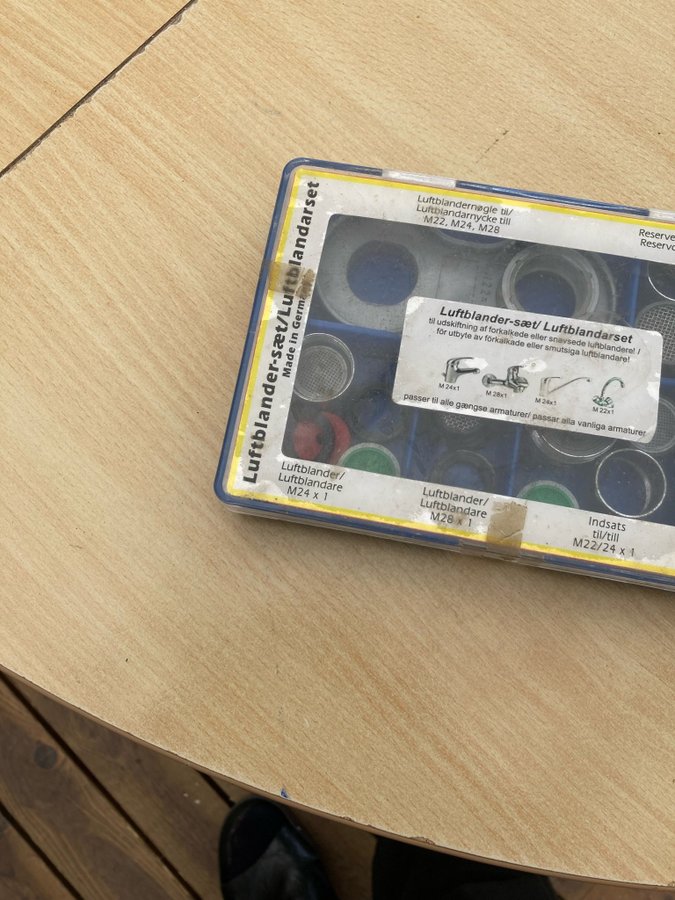 Luftblander-sæt/Luftblandarset
Made in Germany
Luftblandernøgle til/
Luftblandarnycke till
M22, M24, M28
Reserve
Reserv
Luftblander-sæt/ Luftblandarset
til udskiftning af forkalkede eller snavsede luftblandere! /
för utbyte av förkalkade eller smutsiga luftblandare!
M 24x1
M 28x1
M 24x1
M 22x1
passer til alle gængse armaturer/ passar alla vanliga armaturer
Luftblander/
Luftblandare
M24 x 1
Luftblander/
Luftblandare
M28 x 1
Indsats
til/till
M22/24 x 1